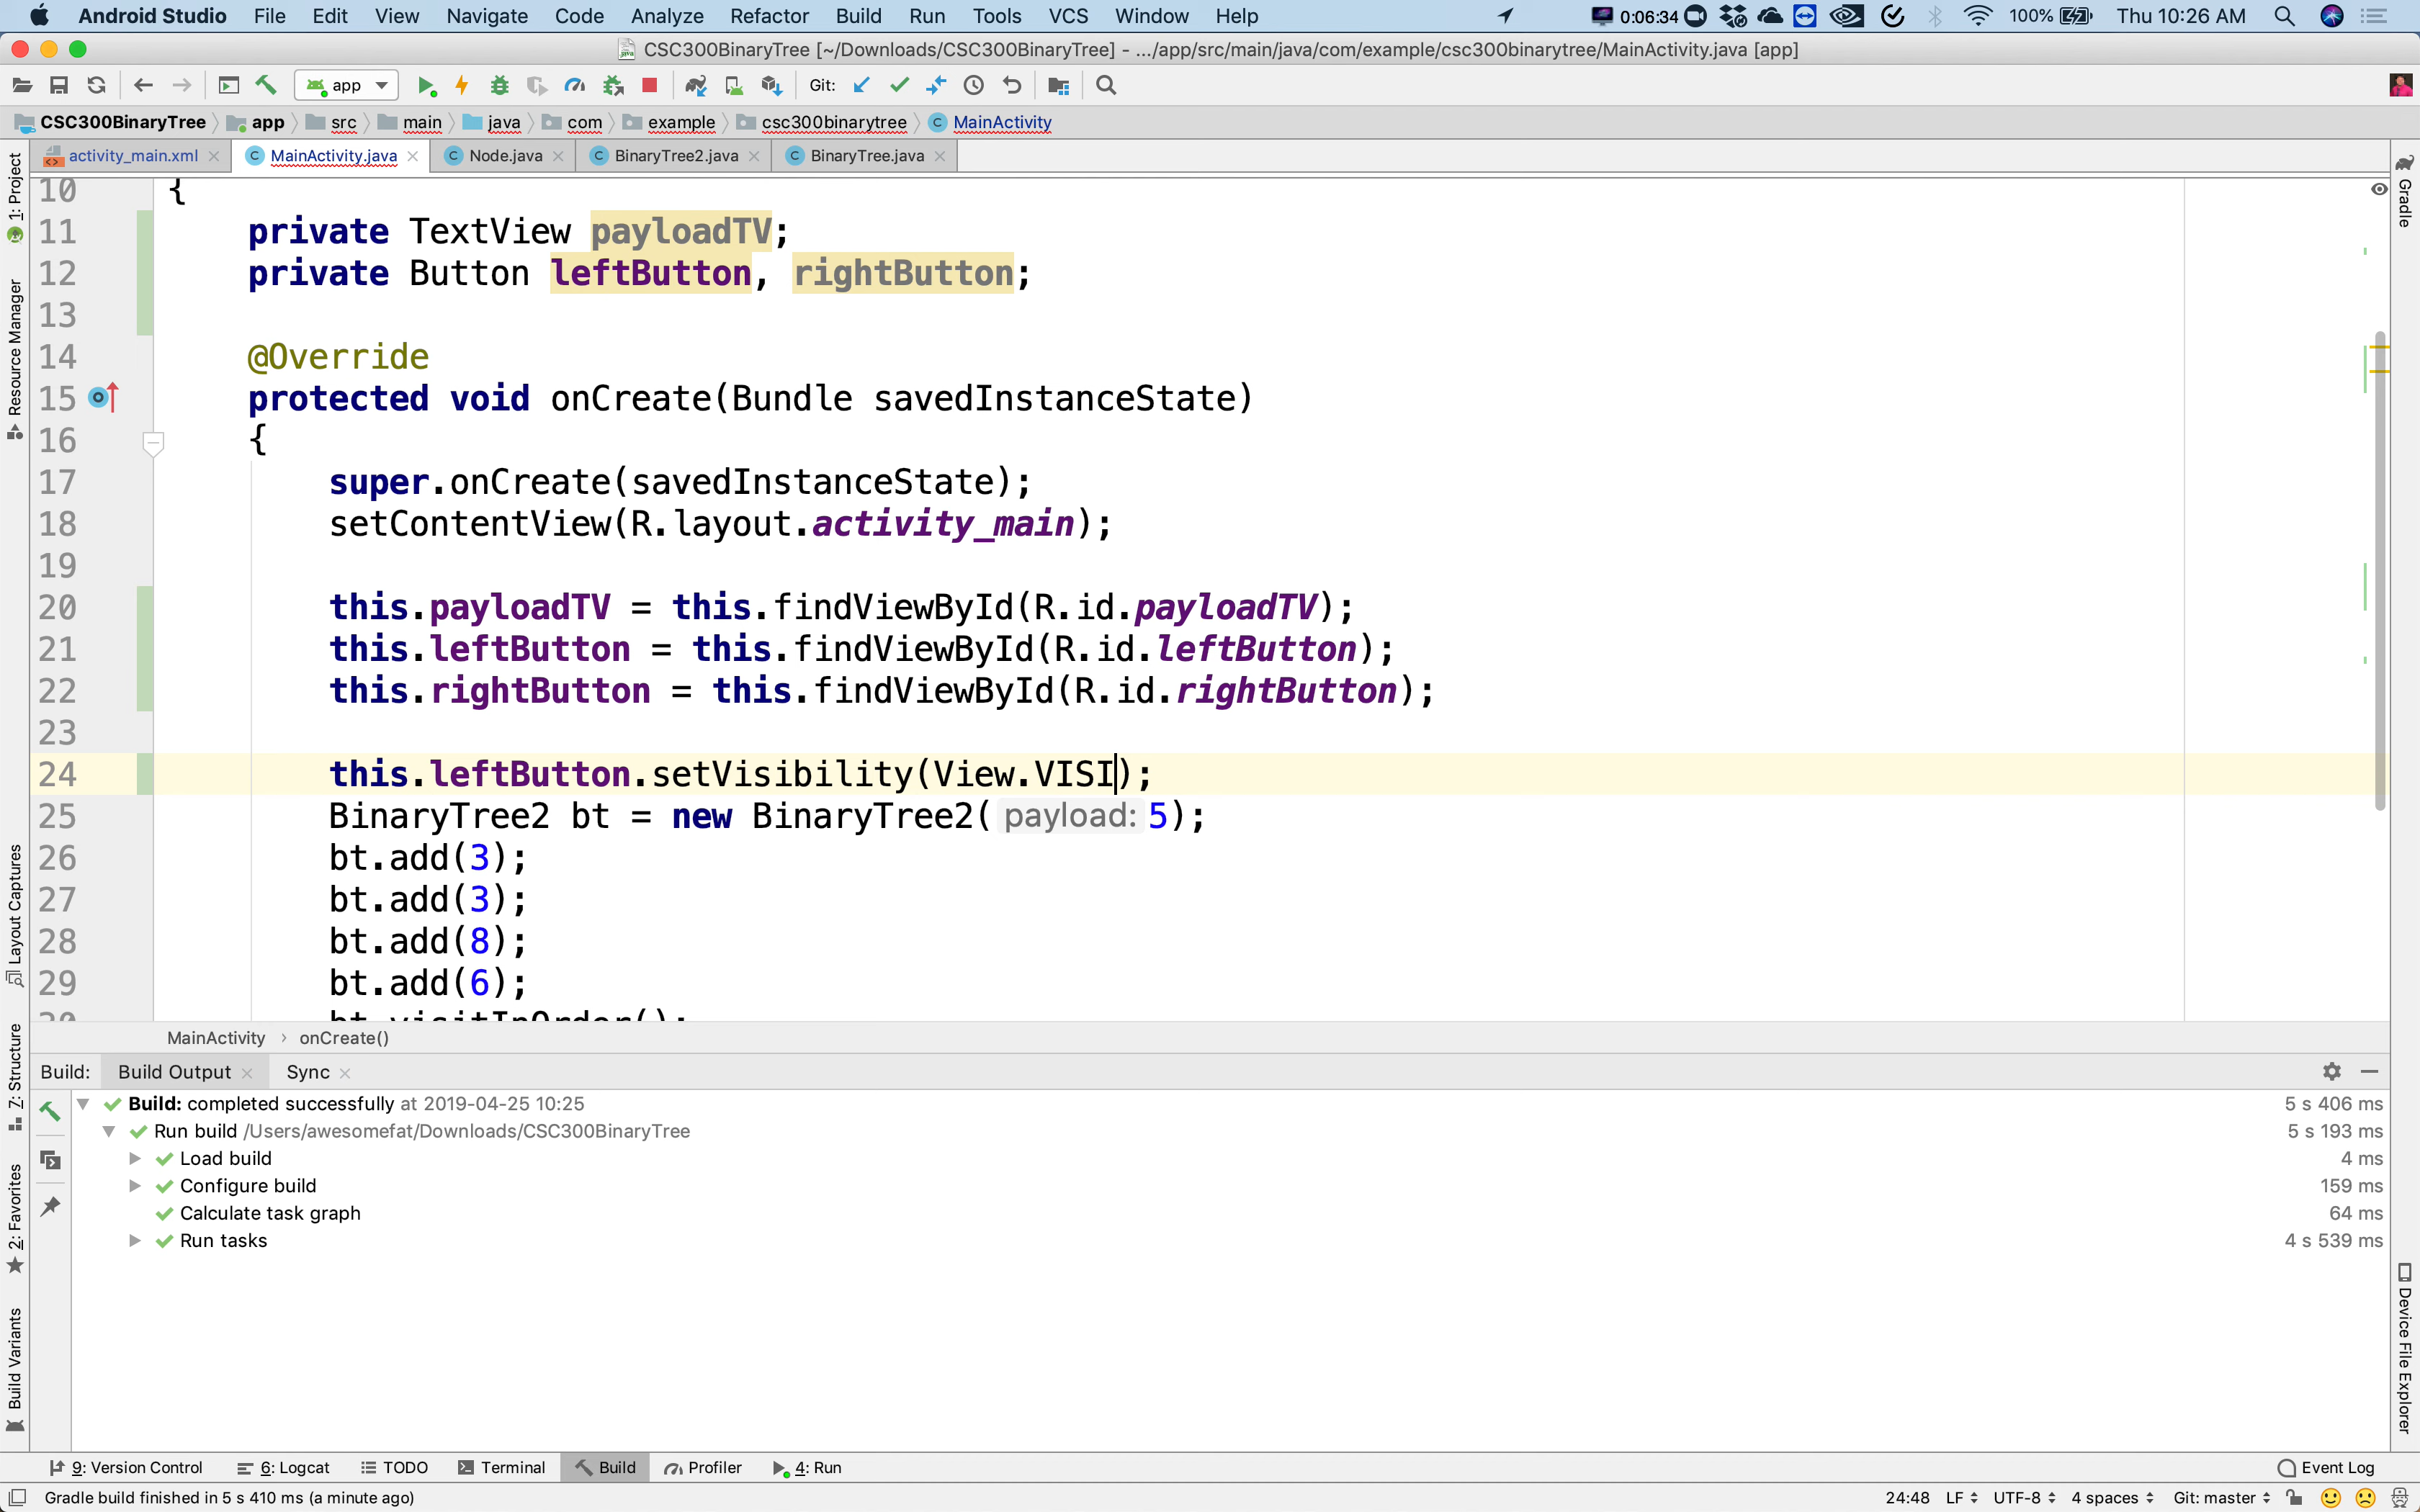 Android Studio File Edit View Navigate Code Analyze Refactor Build Run Tools VCS Window Help 0:06:34 100% Thu 10:26 AM
CSC300BinaryTree [~/Downloads/CSC300BinaryTree] - .../app/src/main/java/com/example/csc300binarytree/MainActivity.java [app]
app Git:
CSC300BinaryTree app src main java com example csc300binarytree MainActivity
activity_main.xml MainActivity.java Node.java BinaryTree2.java BinaryTree.java
1: Project
Resource Manager
Layout Captures
Z: Structure
2: Favorites
Build Variants
Gradle
Device File Explorer
10 {
11 private TextView payloadTV;
12 private Button leftButton, rightButton;
13
14 @Override
15 protected void onCreate(Bundle savedInstanceState)
16 {
17 super.onCreate(savedInstanceState);
18 setContentView(R.layout.activity_main);
19
20 this.payloadTV = this.findViewById(R.id.payloadTV);
21 this.leftButton = this.findViewById(R.id.leftButton);
22 this.rightButton = this.findViewById(R.id.rightButton);
23
24 this.leftButton.setVisibility(View.VISI);
25 BinaryTree2 bt = new BinaryTree2( payload: 5);
26 bt.add(3);
27 bt.add(3);
28 bt.add(8);
29 bt.add(6);
30 bt.visitInOrder();
MainActivity › onCreate()
Build: Build Output Sync
Build: completed successfully at 2019-04-25 10:25 5 s 406 ms
Run build /Users/awesomefat/Downloads/CSC300BinaryTree 5 s 193 ms
Load build 4 ms
Configure build 159 ms
Calculate task graph 64 ms
Run tasks 4 s 539 ms
9: Version Control 6: Logcat TODO Terminal Build Profiler 4: Run Event Log
Gradle build finished in 5 s 410 ms (a minute ago) 24:48 LF UTF-8 4 spaces Git: master